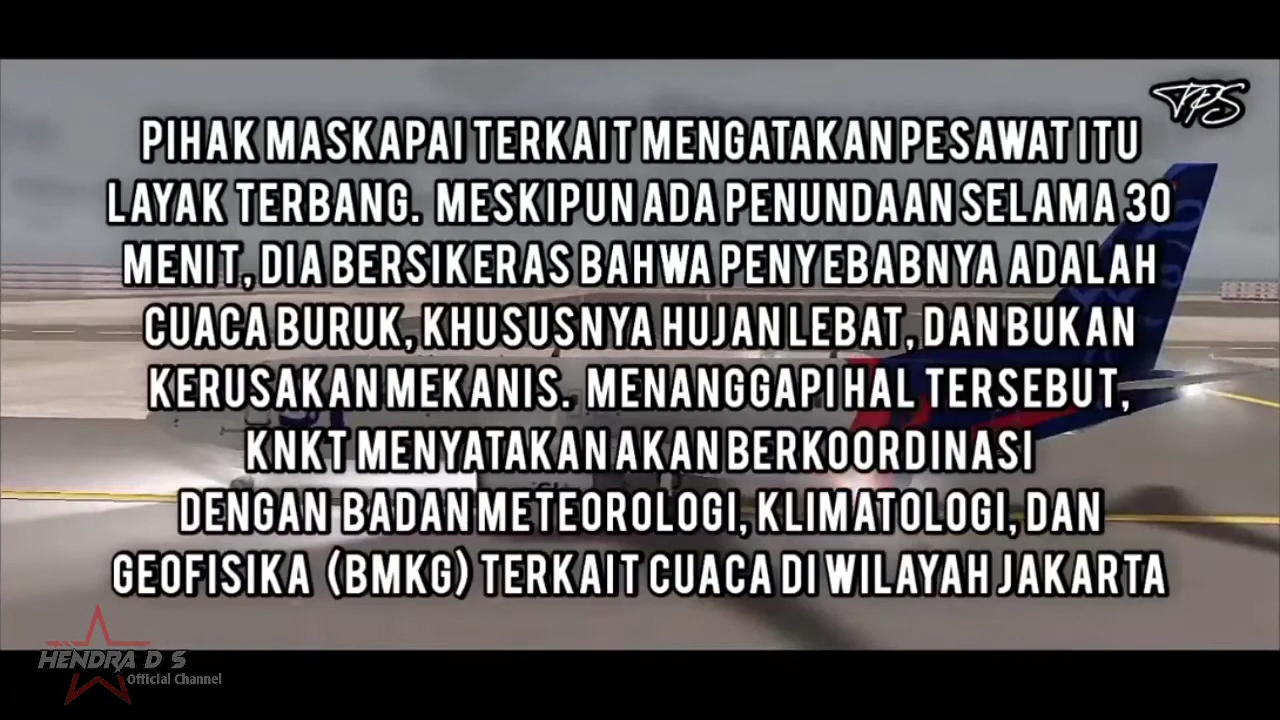 TPS
PIHAK MASKAPAI TERKAIT MENGATAKAN PESAWAT ITU
LAYAK TERBANG. MESKIPUN ADA PENUNDAAN SELAMA 30
MENIT, DIA BERSIKERAS BAHWA PENYEBABNYA ADALAH
CUACA BURUK, KHUSUSNYA HUJAN LEBAT, DAN BUKAN
KERUSAKAN MEKANIS. MENANGGAPI HAL TERSEBUT,
KNKT MENYATAKAN AKAN BERKOORDINASI
DENGAN BADAN METEOROLOGI, KLIMATOLOGI, DAN
GEOFISIKA (BMKG) TERKAIT CUACA DI WILAYAH JAKARTA
HENDRA D S
Official Channel